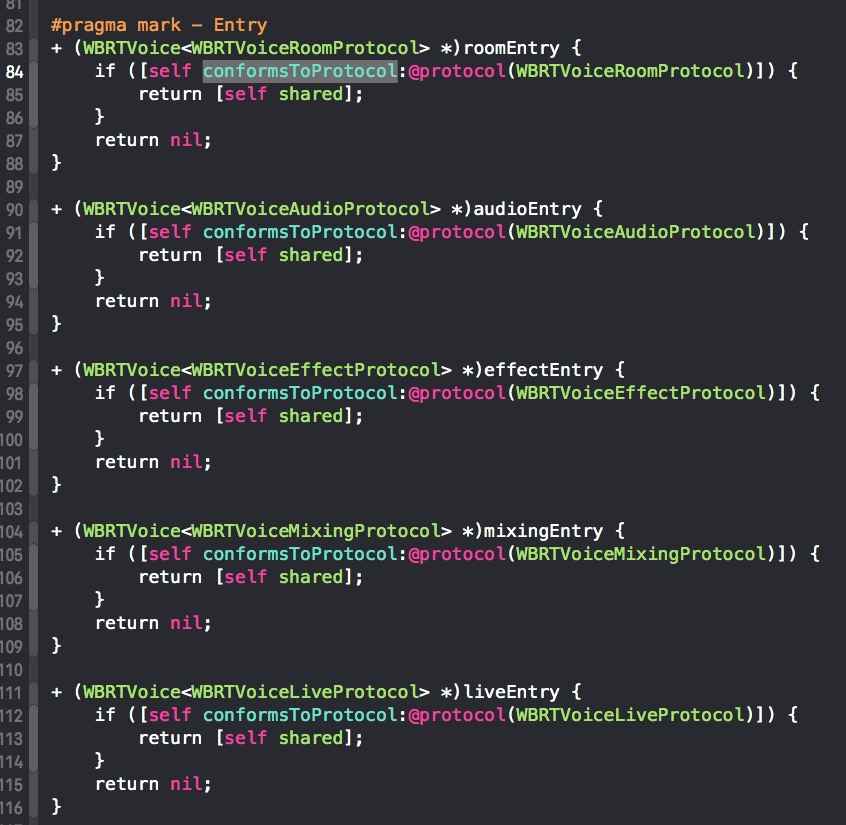 81
82 #pragma mark – Entry
83 + (WBRTVoice<WBRTVoiceRoomProtocol> *)roomEntry {
84     if ([self conformsToProtocol:@protocol(WBRTVoiceRoomProtocol)]) {
85         return [self shared];
86     }
87     return nil;
88 }
89
90 + (WBRTVoice<WBRTVoiceAudioProtocol> *)audioEntry {
91     if ([self conformsToProtocol:@protocol(WBRTVoiceAudioProtocol)]) {
92         return [self shared];
93     }
94     return nil;
95 }
96
97 + (WBRTVoice<WBRTVoiceEffectProtocol> *)effectEntry {
98     if ([self conformsToProtocol:@protocol(WBRTVoiceEffectProtocol)]) {
99         return [self shared];
100     }
101     return nil;
102 }
103
104 + (WBRTVoice<WBRTVoiceMixingProtocol> *)mixingEntry {
105     if ([self conformsToProtocol:@protocol(WBRTVoiceMixingProtocol)]) {
106         return [self shared];
107     }
108     return nil;
109 }
110
111 + (WBRTVoice<WBRTVoiceLiveProtocol> *)liveEntry {
112     if ([self conformsToProtocol:@protocol(WBRTVoiceLiveProtocol)]) {
113         return [self shared];
114     }
115     return nil;
116 }